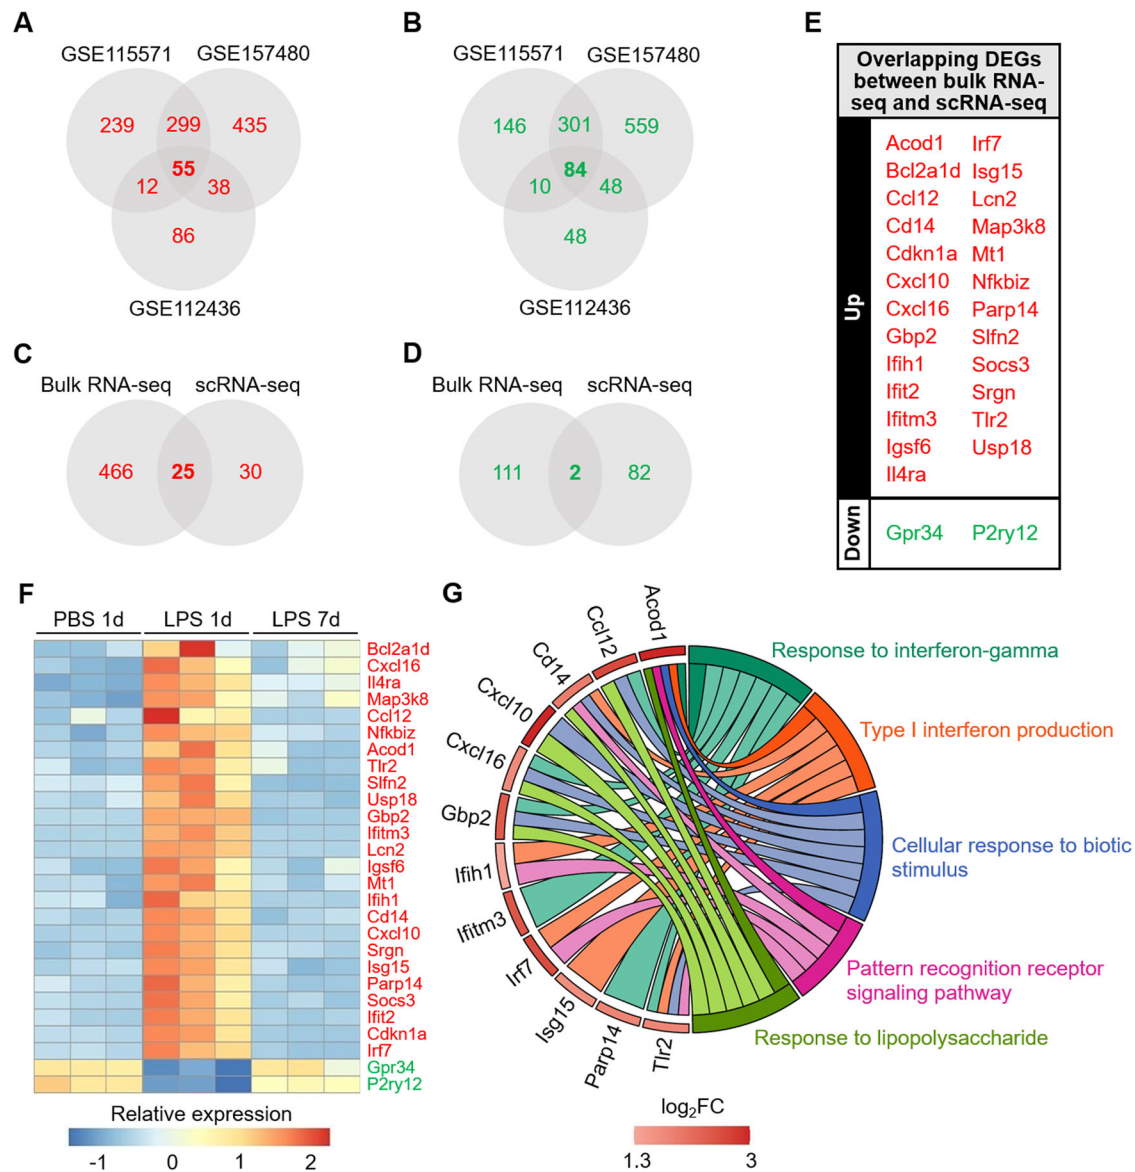 A
GSE115571
GSE157480
239
299
435
55
12
38
86
GSE112436
B
GSE115571
GSE157480
146
301
559
84
10
48
48
GSE112436
C
Bulk RNA-seq
scRNA-seq
466
25
30
D
Bulk RNA-seq
scRNA-seq
111
2
82
E
Overlapping DEGs
between bulk RNA-
seq and scRNA-seq
Up
Acod1 Irf7
Bcl2a1d Isg15
Ccl12 Lcn2
Cd14 Map3k8
Cdkn1a Mt1
Cxcl10 Nfkbiz
Cxcl16 Parp14
Gbp2 Slfn2
Ifih1 Socs3
Ifit2 Srgn
Ifitm3 Tlr2
Igsf6 Usp18
Il4ra
Down
Gpr34 P2ry12
F
PBS 1d
LPS 1d
LPS 7d
Bcl2a1d
Cxcl16
Il4ra
Map3k8
Ccl12
Nfkbiz
Acod1
Tlr2
Slfn2
Usp18
Gbp2
Ifitm3
Lcn2
Igsf6
Mt1
Ifih1
Cd14
Cxcl10
Srgn
Isg15
Parp14
Socs3
Ifit2
Cdkn1a
Irf7
Gpr34
P2ry12
Relative expression
-1 0 1 2
G
Acod1
Ccl12
Cd14
Cxcl10
Cxcl16
Gbp2
Ifih1
Ifitm3
Irf7
Isg15
Parp14
Tlr2
Response to interferon-gamma
Type I interferon production
Cellular response to biotic
stimulus
Pattern recognition receptor
signaling pathway
Response to lipopolysaccharide
log₂FC
1.3 3